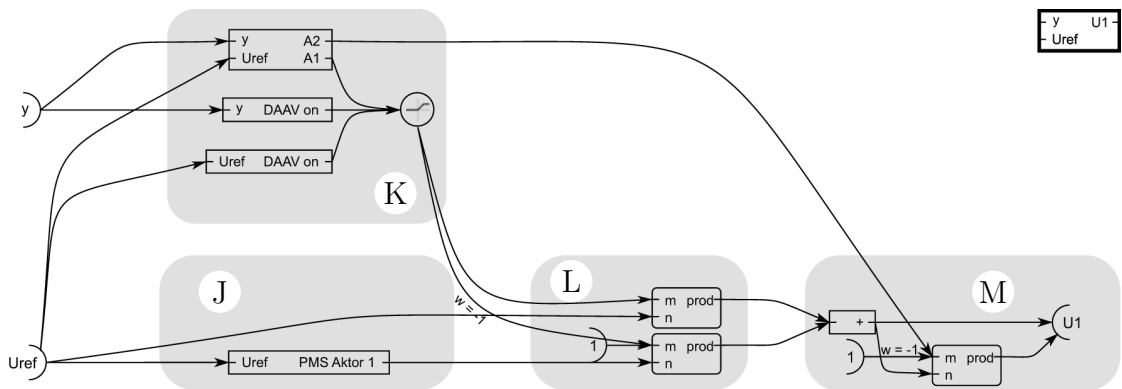 y U1
Uref
y A2
Uref A1
y
y DAAV on
Uref DAAV on
K
J
L
M
w = -1
m prod
n
+
U1
Uref
Uref PMS Aktor 1
1
m prod
n
1
w = -1
m prod
n